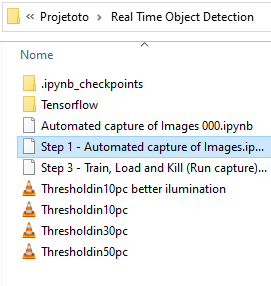 « Projetoto > Real Time Object Detection
Nome
.ipynb_checkpoints
Tensorflow
Automated capture of Images 000.ipynb
Step 1 - Automated capture of Images.ip...
Step 3 - Train, Load and Kill (Run capture)...
Thresholdin10pc better ilumination
Thresholdin10pc
Thresholdin30pc
Thresholdin50pc